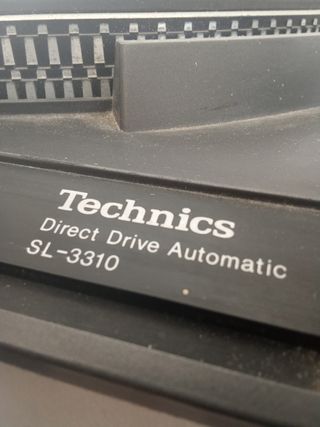 Technics
Direct Drive Automatic
SL-3310